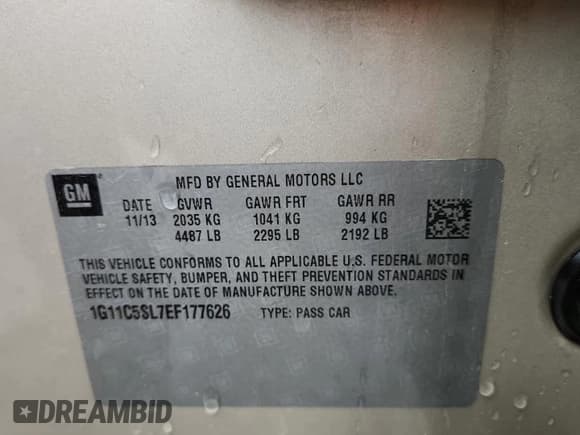 GM
MFD BY GENERAL MOTORS LLC
DATE GVWR GAWR FRT GAWR RR
11/13 2035 KG 1041 KG 994 KG
4487 LB 2295 LB 2192 LB
THIS VEHICLE CONFORMS TO ALL APPLICABLE U.S. FEDERAL MOTOR
VEHICLE SAFETY, BUMPER, AND THEFT PREVENTION STANDARDS IN
EFFECT ON THE DATE OF MANUFACTURE SHOWN ABOVE.
1G11C5SL7EF177626 TYPE: PASS CAR
DREAMBID